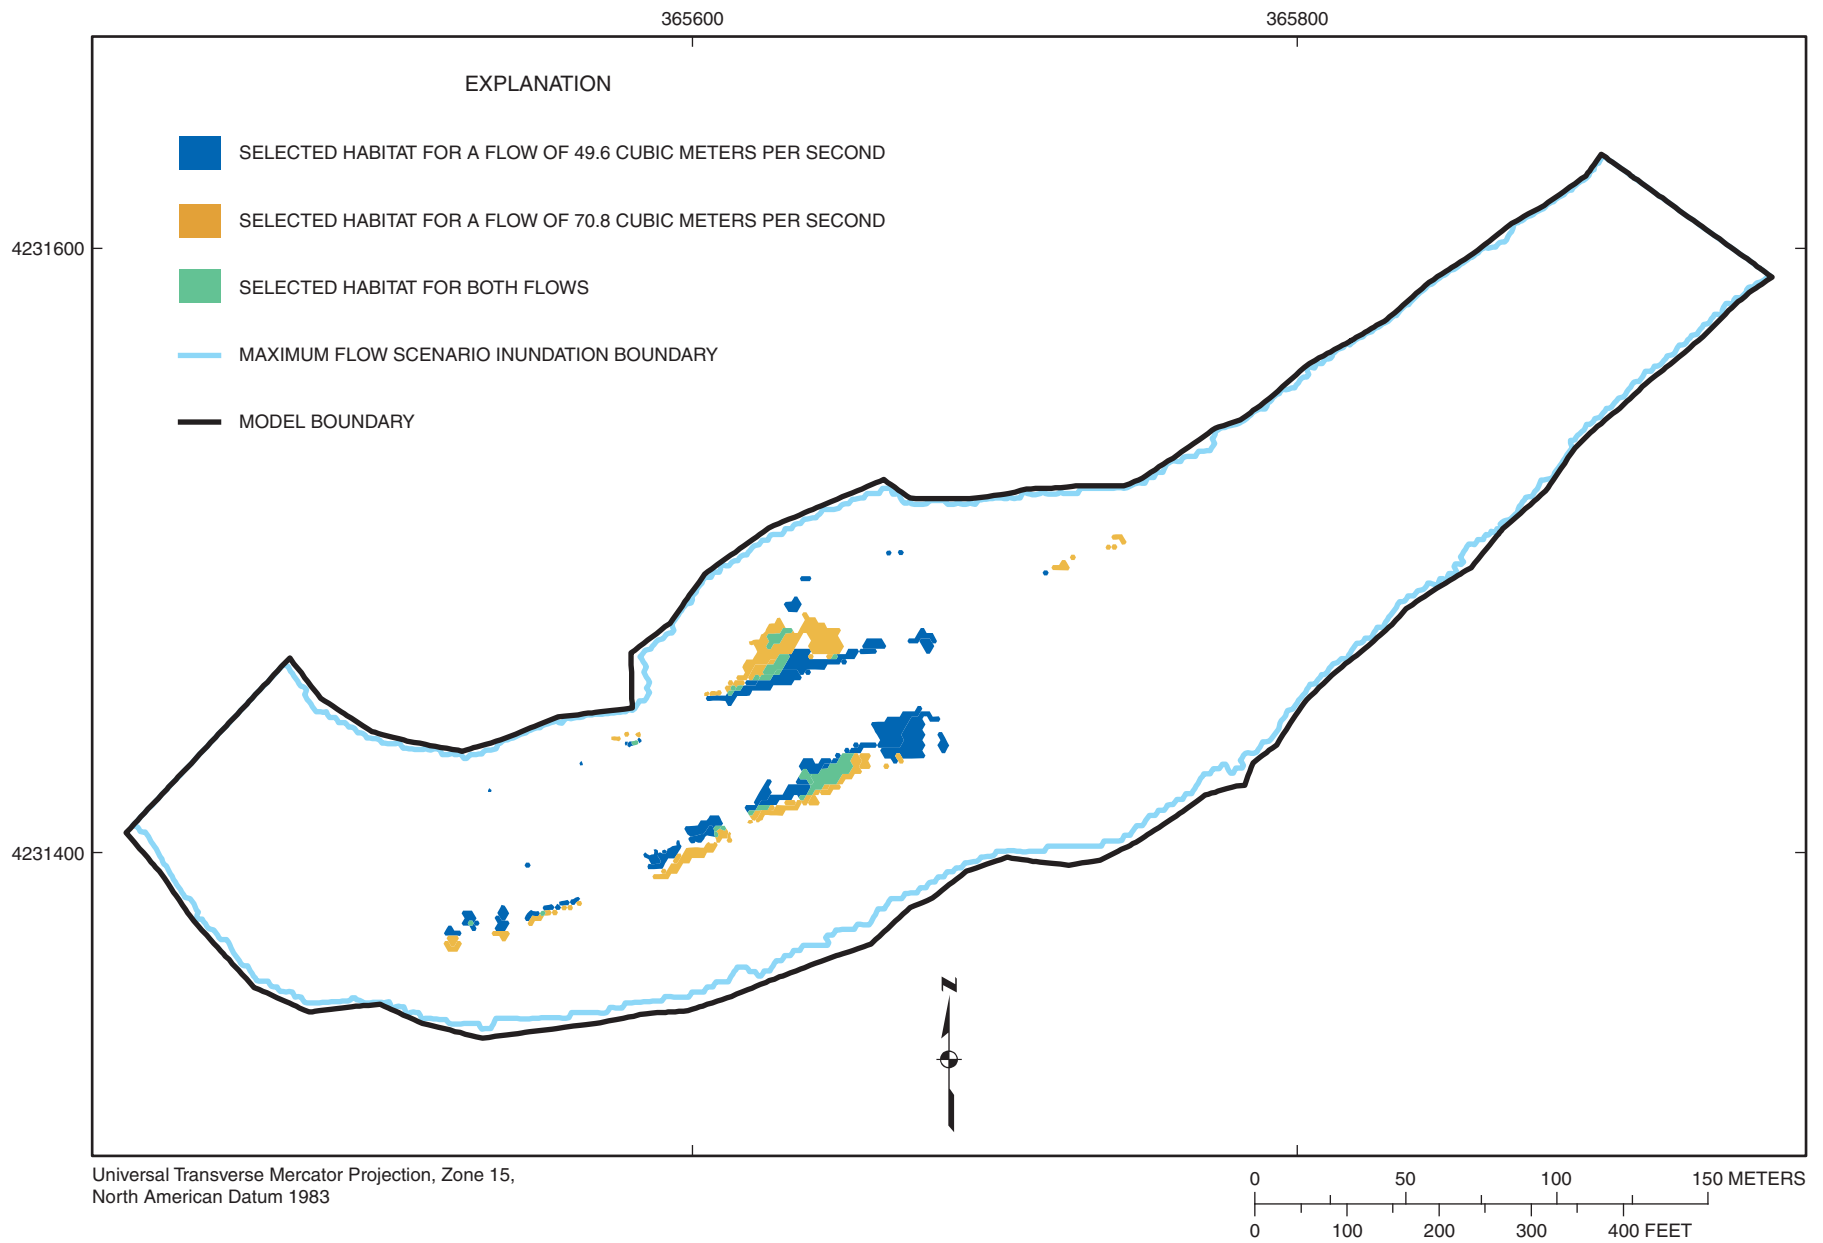 365600
365800
EXPLANATION
SELECTED HABITAT FOR A FLOW OF 49.6 CUBIC METERS PER SECOND
SELECTED HABITAT FOR A FLOW OF 70.8 CUBIC METERS PER SECOND
4231600
SELECTED HABITAT FOR BOTH FLOWS
MAXIMUM FLOW SCENARIO INUNDATION BOUNDARY
MODEL BOUNDARY
4231400
N
Universal Transverse Mercator Projection, Zone 15,
North American Datum 1983
0 50 100 150 METERS
0 100 200 300 400 FEET